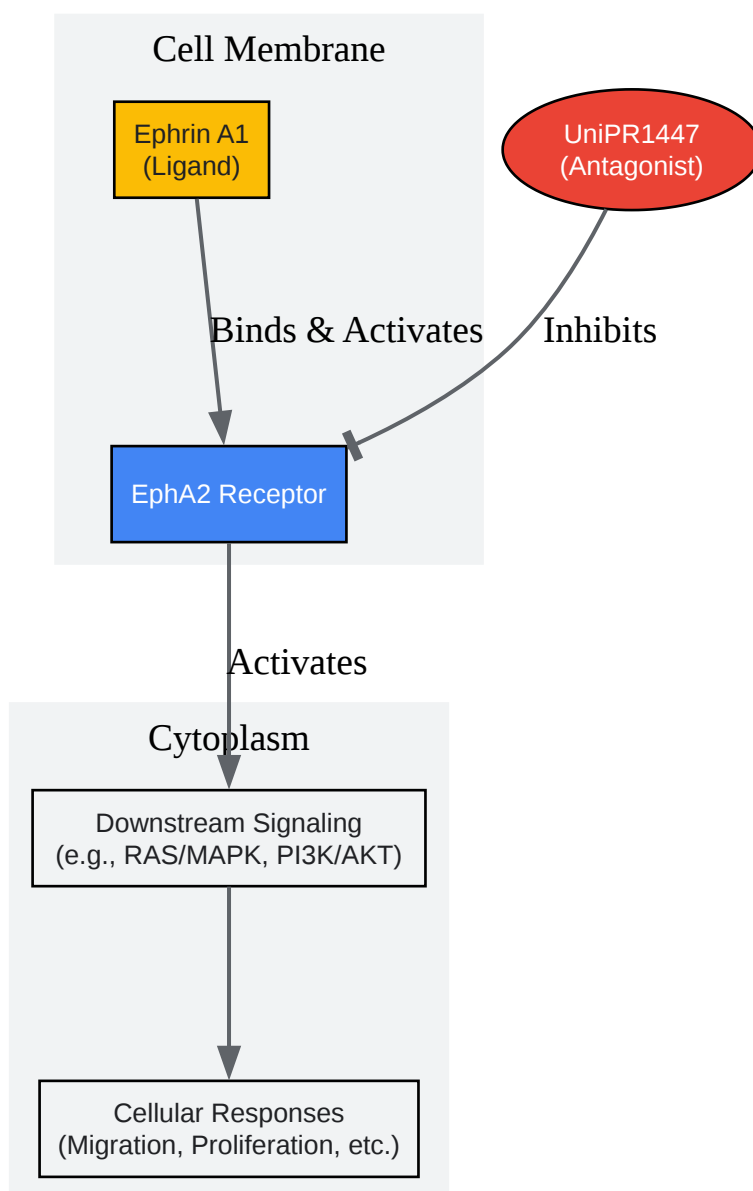 Cell Membrane
Ephrin A1
(Ligand)
UniPR1447
(Antagonist)
Binds & Activates
Inhibits
EphA2 Receptor
Activates
Cytoplasm
Downstream Signaling
(e.g., RAS/MAPK, PI3K/AKT)
Cellular Responses
(Migration, Proliferation, etc.)